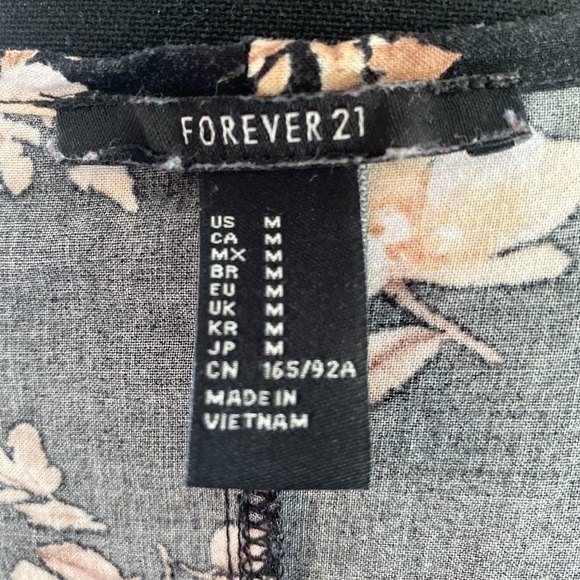 FOREVER 21
US M
CA M
MX M
BR M
EU M
UK M
KR M
JP M
CN 165/92A
MADE IN
VIETNAM